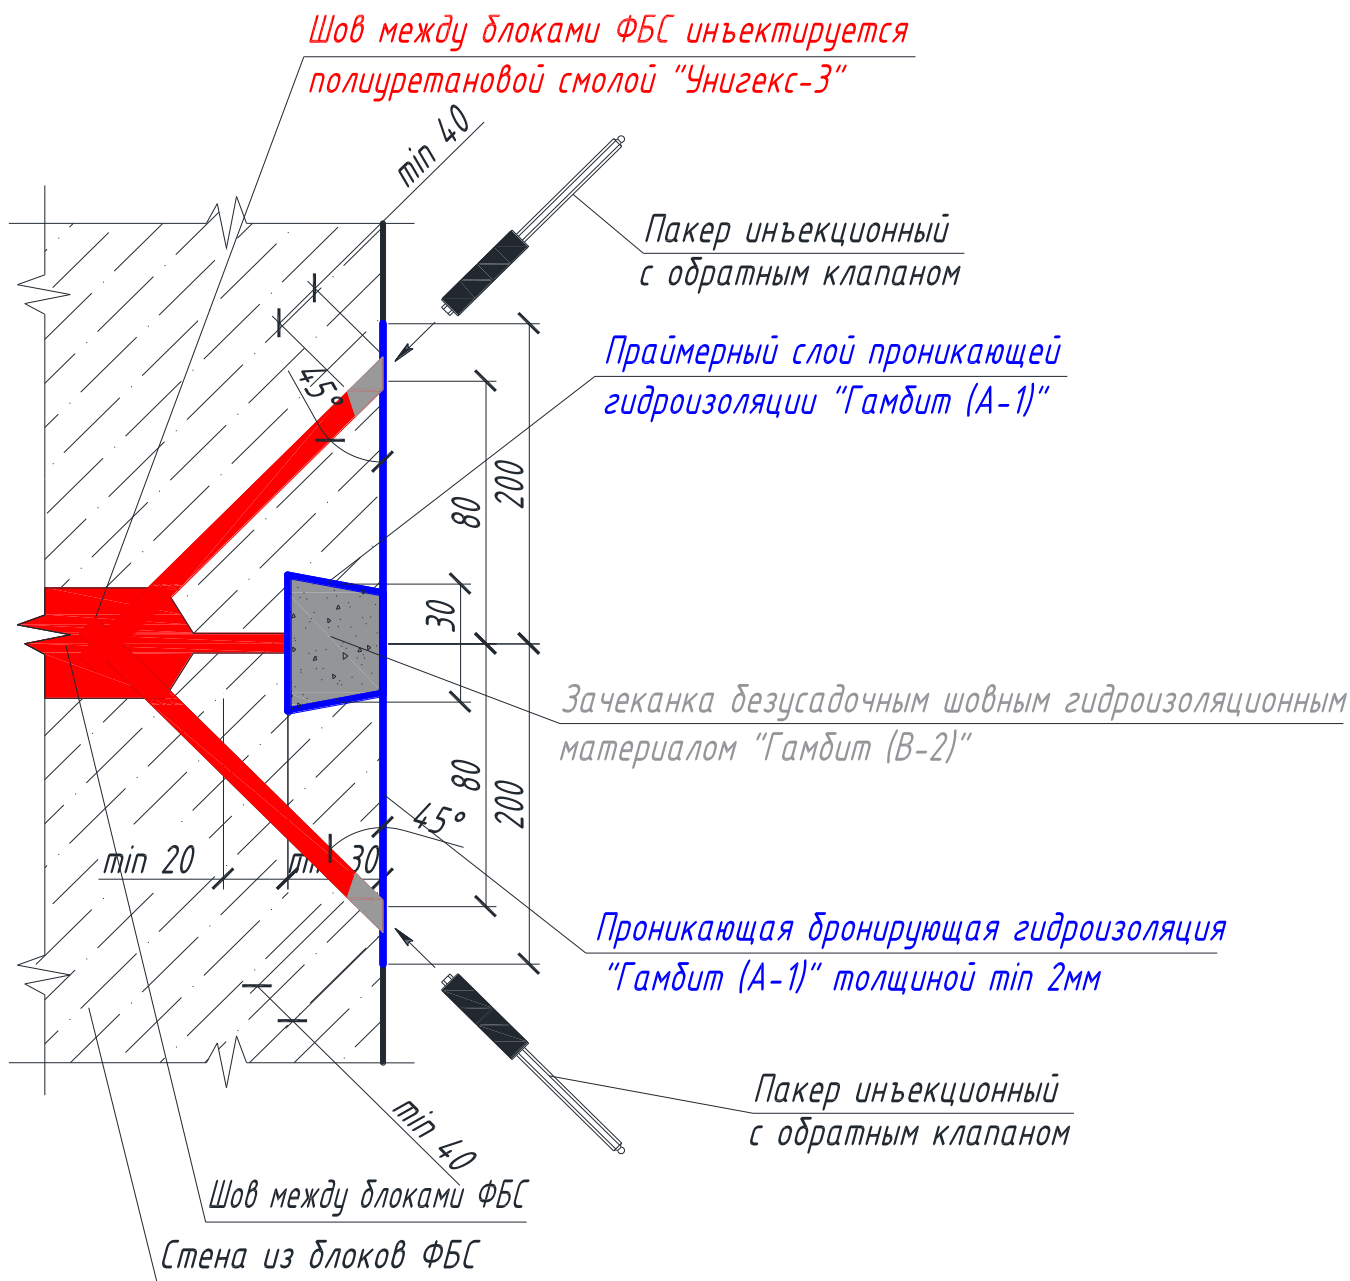 Шов между блоками ФБС инъектируется
полиуретановой смолой "Унигекс-3"
min 40
Пакер инъекционный
с обратным клапаном
Праймерный слой проникающей
гидроизоляции "Гамбит (А-1)"
45°
200
80
30
Зачеканка безусадочным шовным гидроизоляционным
материалом "Гамбит (В-2)"
80
200
45°
min 20
min 30
Проникающая бронирующая гидроизоляция
"Гамбит (А-1)" толщиной min 2мм
Пакер инъекционный
с обратным клапаном
min 40
Шов между блоками ФБС
Стена из блоков ФБС